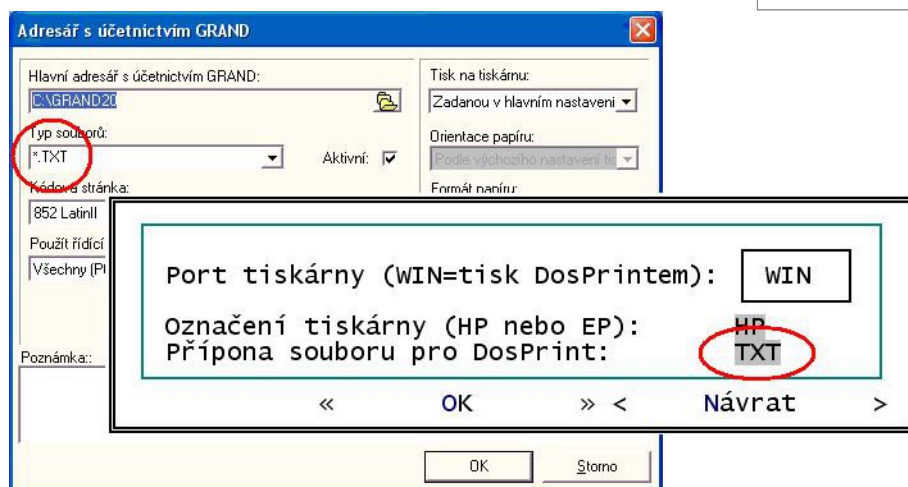 Adresář s účetnictvím GRAND
Hlavní adresář s účetnictvím GRAND:
C:\GRAND20
Typ souborů:
*.TXT
Aktivní:
Kódová stránka:
852 LatinII
Použít řídící
Všechny
Poznámka::
Tisk na tiskárnu:
Zadanou v hlavním nastavení
Orientace papíru:
Podle výchozího nastavení tis
Formát papíru:
Port tiskárny (WIN=tisk DosPrintem): WIN
Označení tiskárny (HP nebo EP): HP
Přípona souboru pro DosPrint: TXT
« OK » < Návrat >
OK Storno